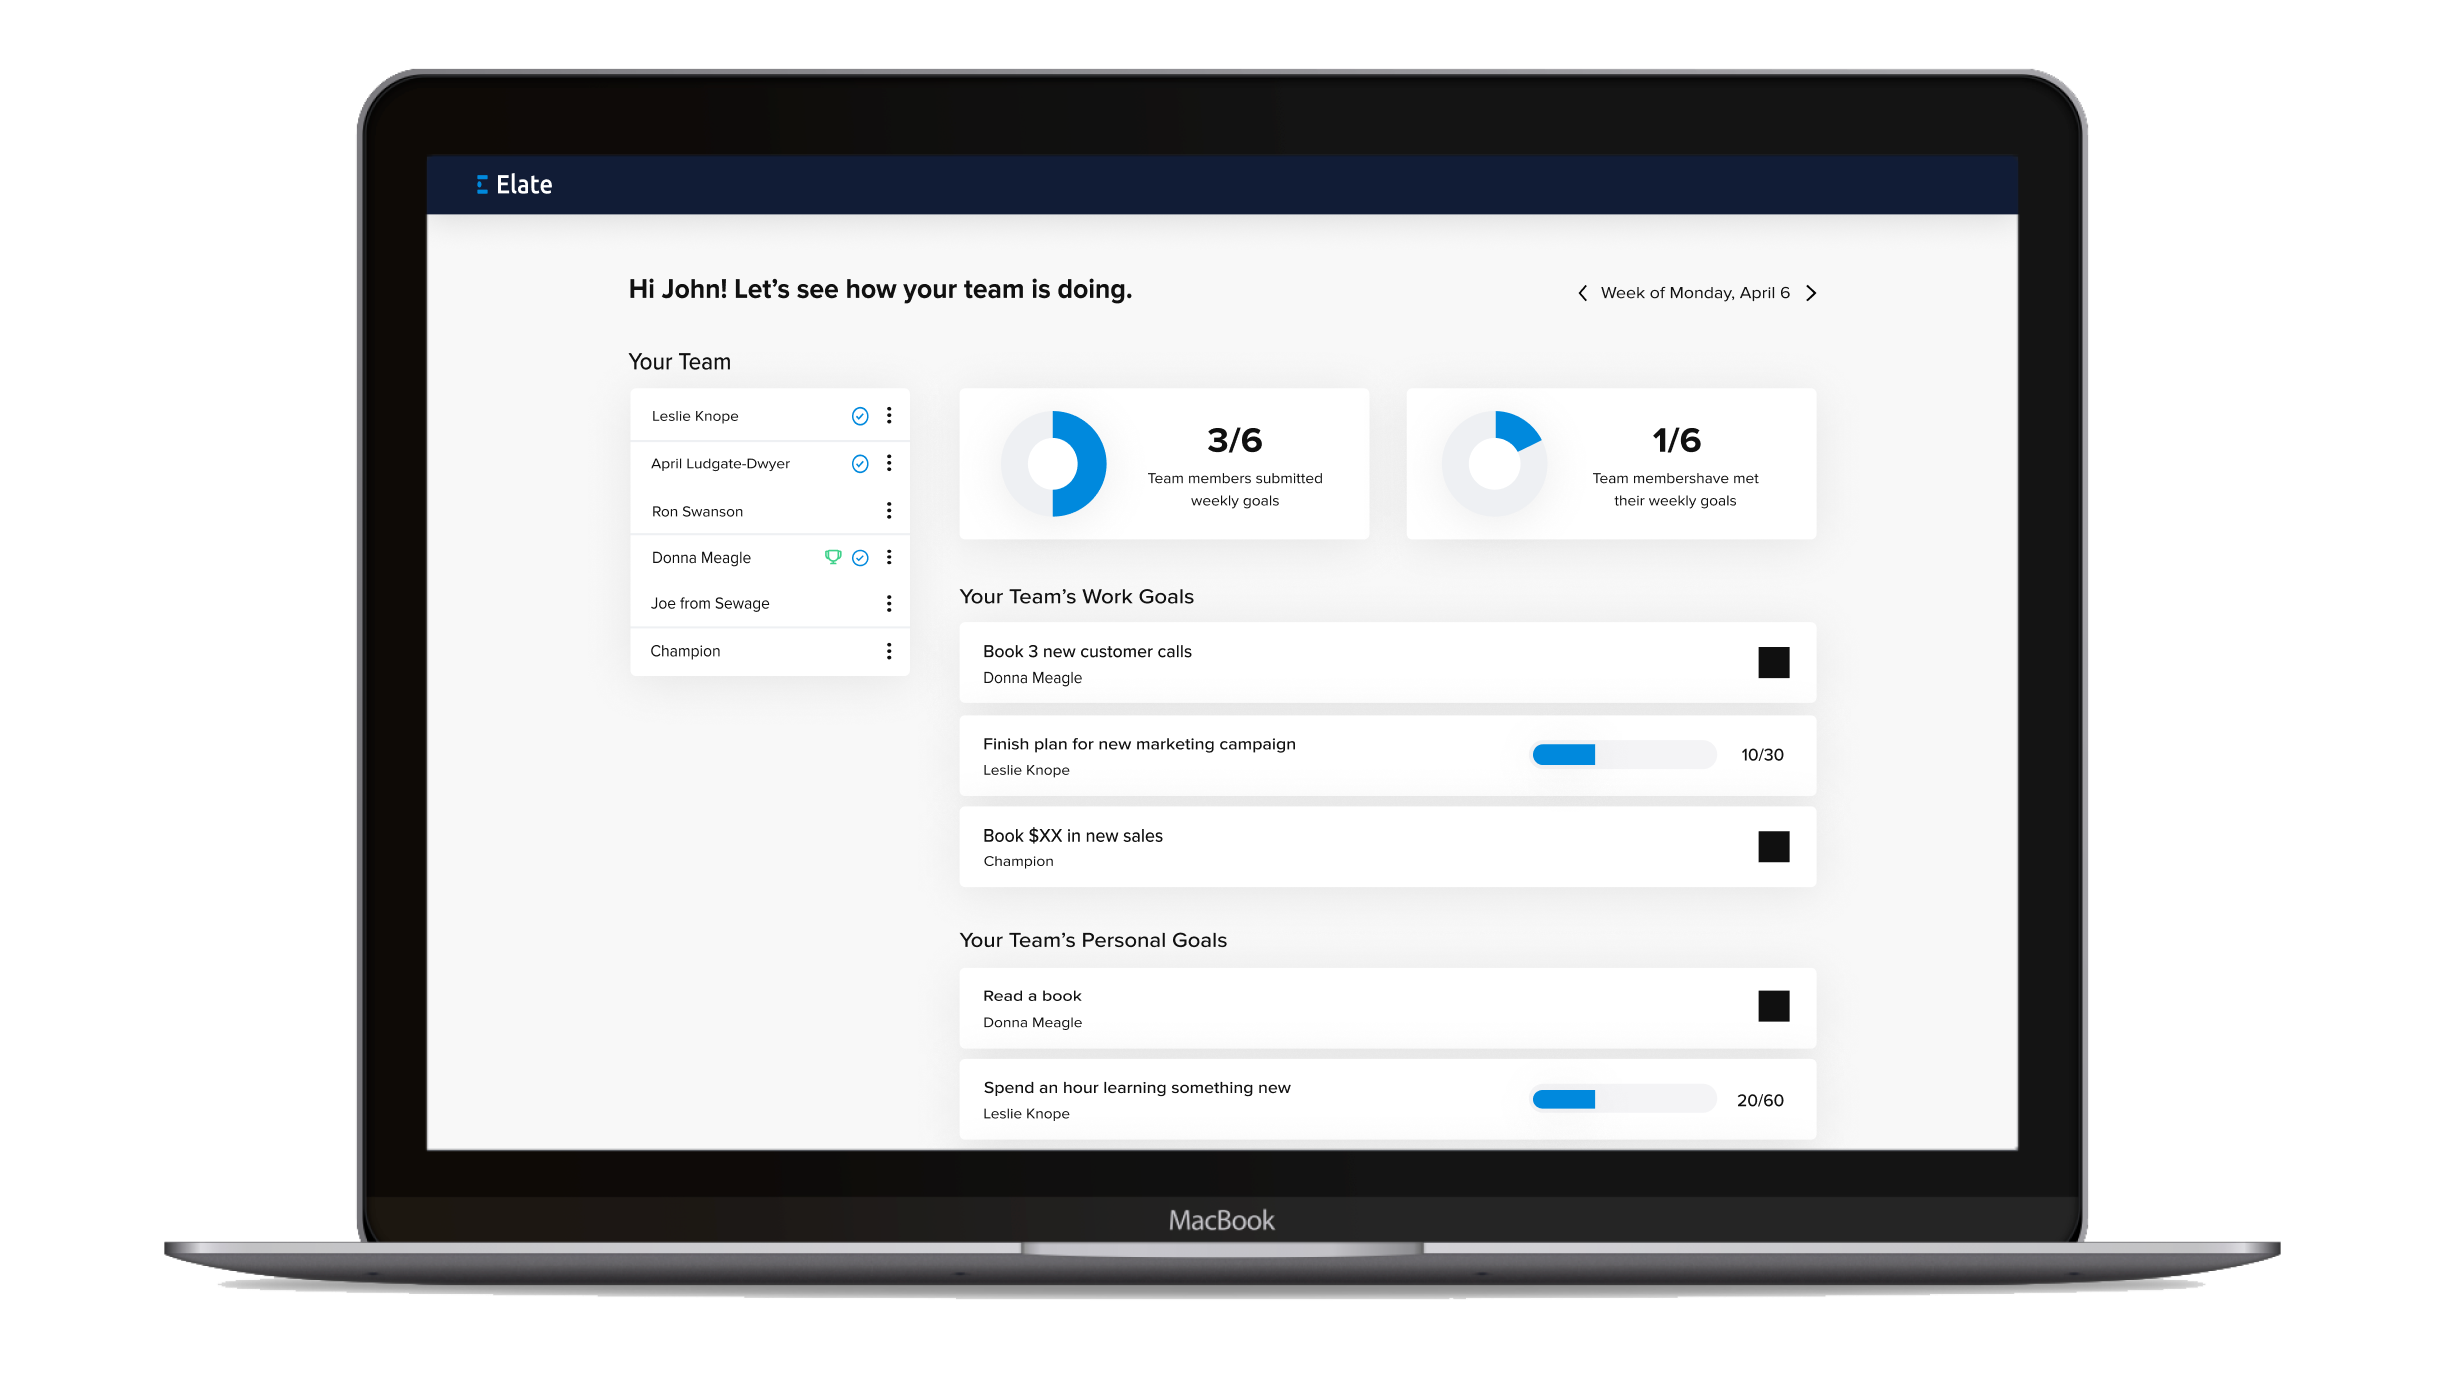 Elate
Hi John! Let’s see how your team is doing.
Week of Monday, April 6
Your Team
Leslie Knope
April Ludgate-Dwyer
Ron Swanson
Donna Meagle
Joe from Sewage
Champion
3/6
Team members submitted
weekly goals
1/6
Team membershave met
their weekly goals
Your Team’s Work Goals
Book 3 new customer calls
Donna Meagle
Finish plan for new marketing campaign
Leslie Knope
10/30
Book $XX in new sales
Champion
Your Team’s Personal Goals
Read a book
Donna Meagle
Spend an hour learning something new
Leslie Knope
20/60
MacBook